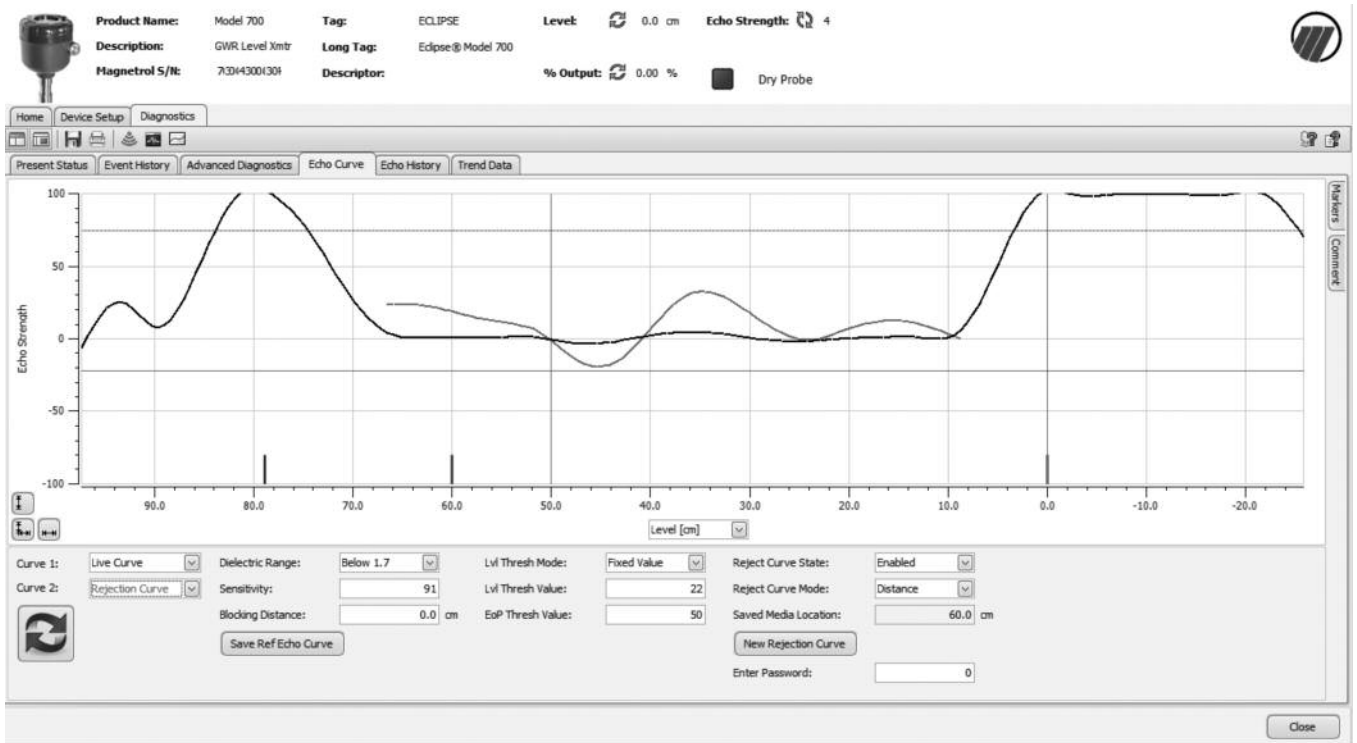 Product Name: Model 700 Tag: ECLIPSE Level: 0.0 cm Echo Strength: 4
Description: GWR Level Xmtr Long Tag: Eclipse® Model 700
Magnetrol S/N: Descriptor: % Output: 0.00 % Dry Probe
Home Device Setup Diagnostics
Present Status Event History Advanced Diagnostics Echo Curve Echo History Trend Data
Markers
Comment
Echo Strength
100
50
0
-50
-100
90.0 80.0 70.0 60.0 50.0 40.0 30.0 20.0 10.0 0.0 -10.0 -20.0
Level [cm]
Curve 1: Live Curve Dielectric Range: Below 1.7 Lvl Thresh Mode: Fixed Value Reject Curve State: Enabled
Curve 2: Rejection Curve Sensitivity: 91 Lvl Thresh Value: 22 Reject Curve Mode: Distance
Blocking Distance: 0.0 cm EoP Thresh Value: 50 Saved Media Location: 60.0 cm
Save Ref Echo Curve New Rejection Curve
Enter Password: 0
Close